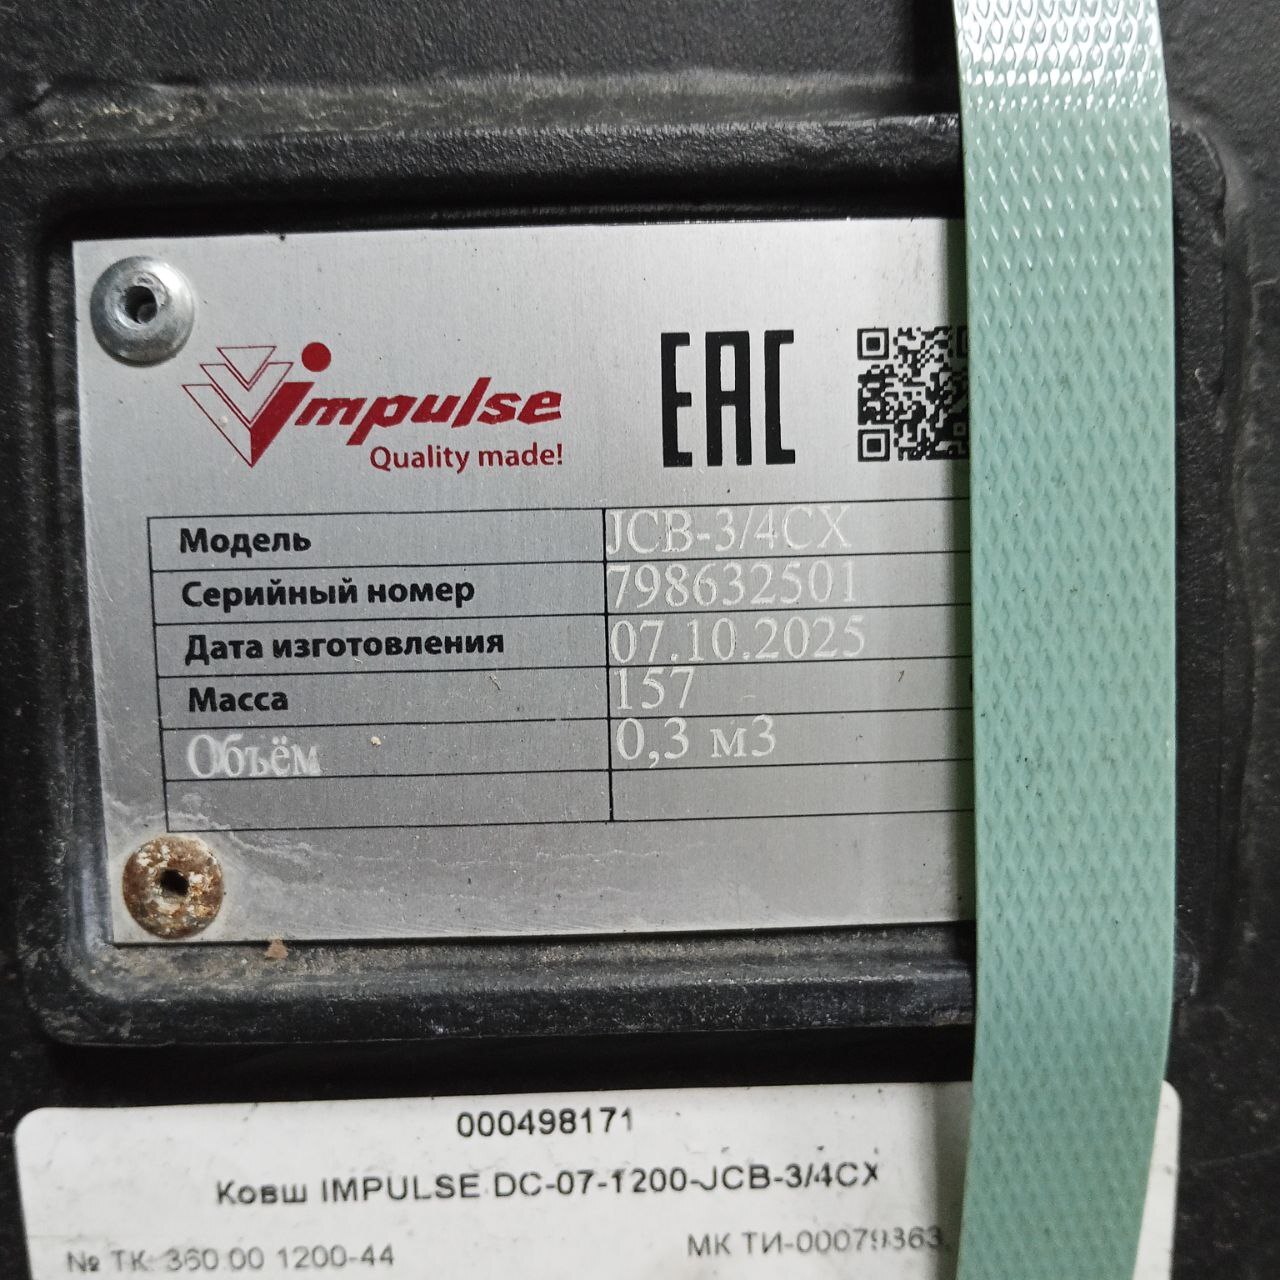 impulse
Quality made!
EAC
Модель JCB-3/4CX
Серийный номер 798632501
Дата изготовления 07.10.2025
Масса 157
Объём 0,3 м3
000498171
Ковш IMPULSE DC-07-1200-JCB-3/4CX
№ ТК: 360 00 1200-44 МК ТИ-00079363